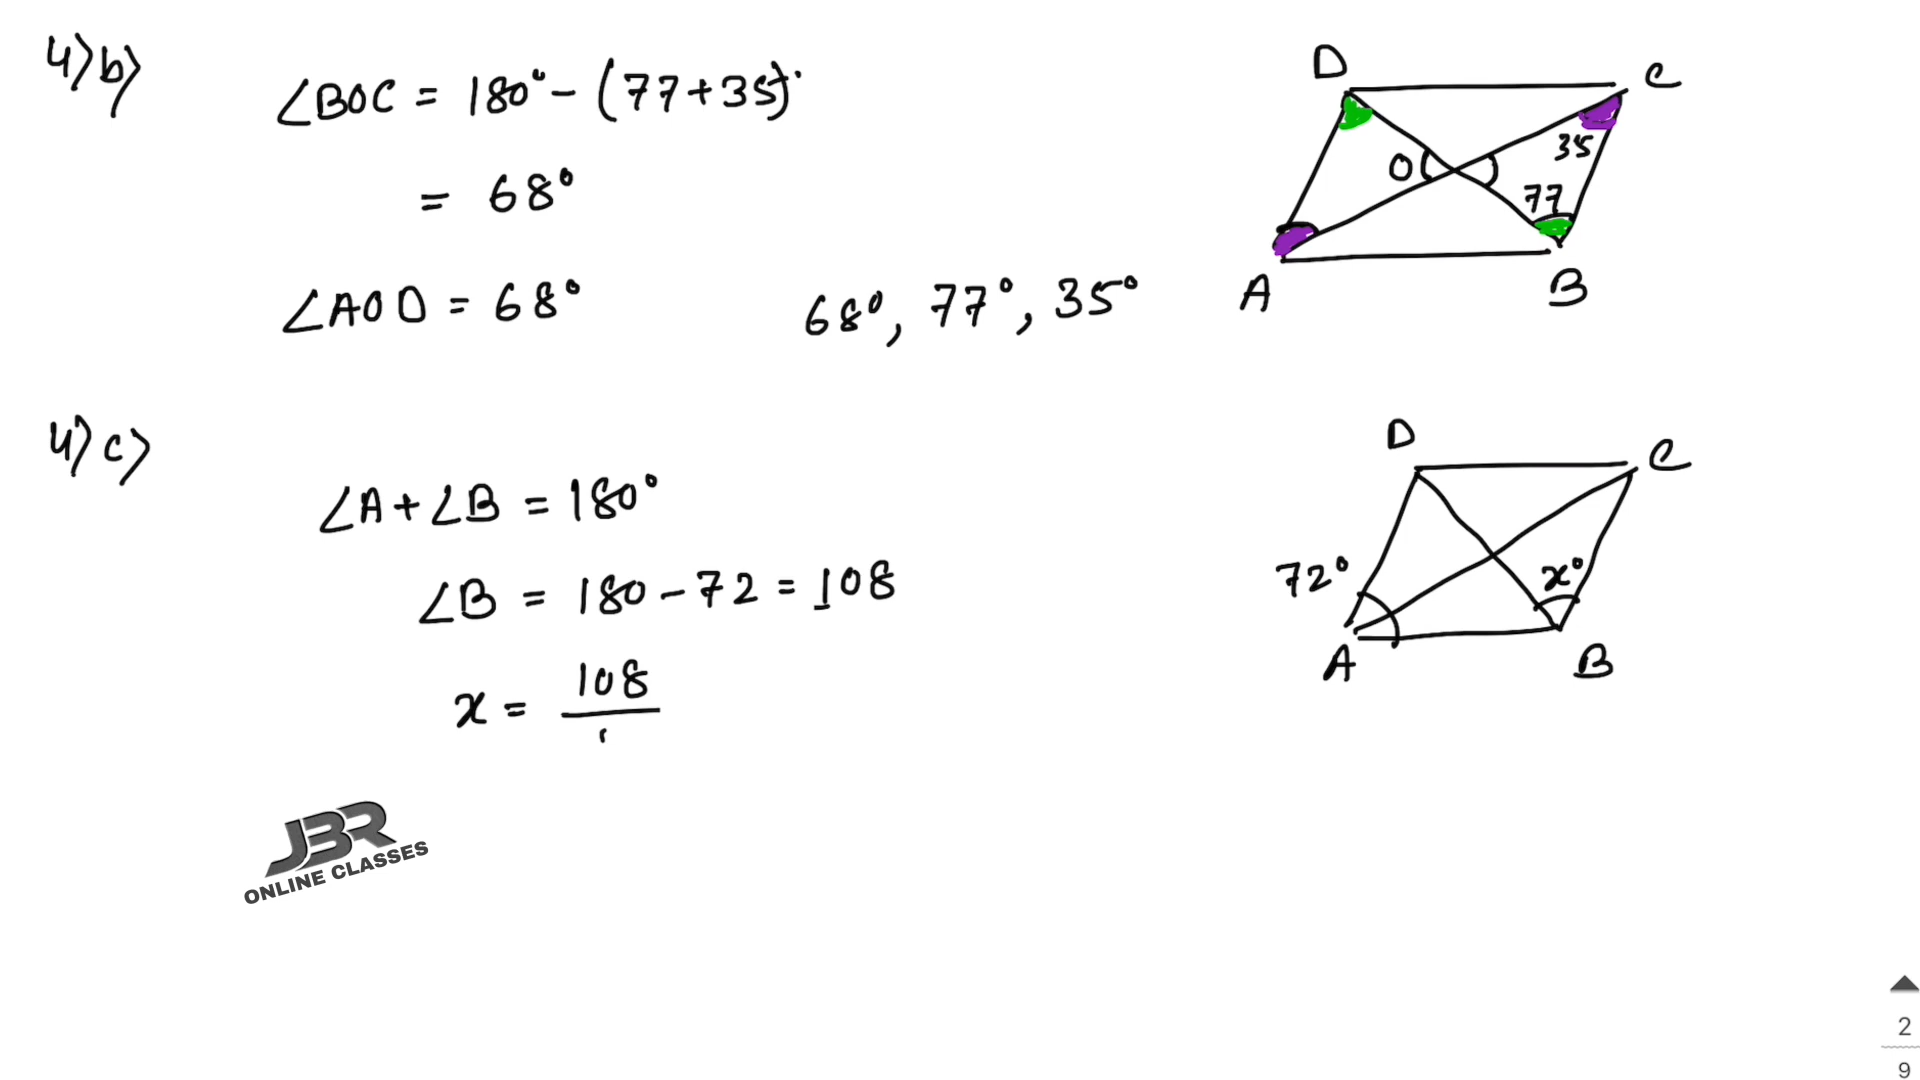 4)b)
∠BOC = 180° - (77+35)°
= 68°
∠AOD = 68°
68°, 77°, 35°
D
C
O
35
77
A
B
4)c)
∠A+∠B = 180°
∠B = 180-72 = 108
x = 108/
D
C
72°
x°
A
B
JBR
ONLINE CLASSES
2
9